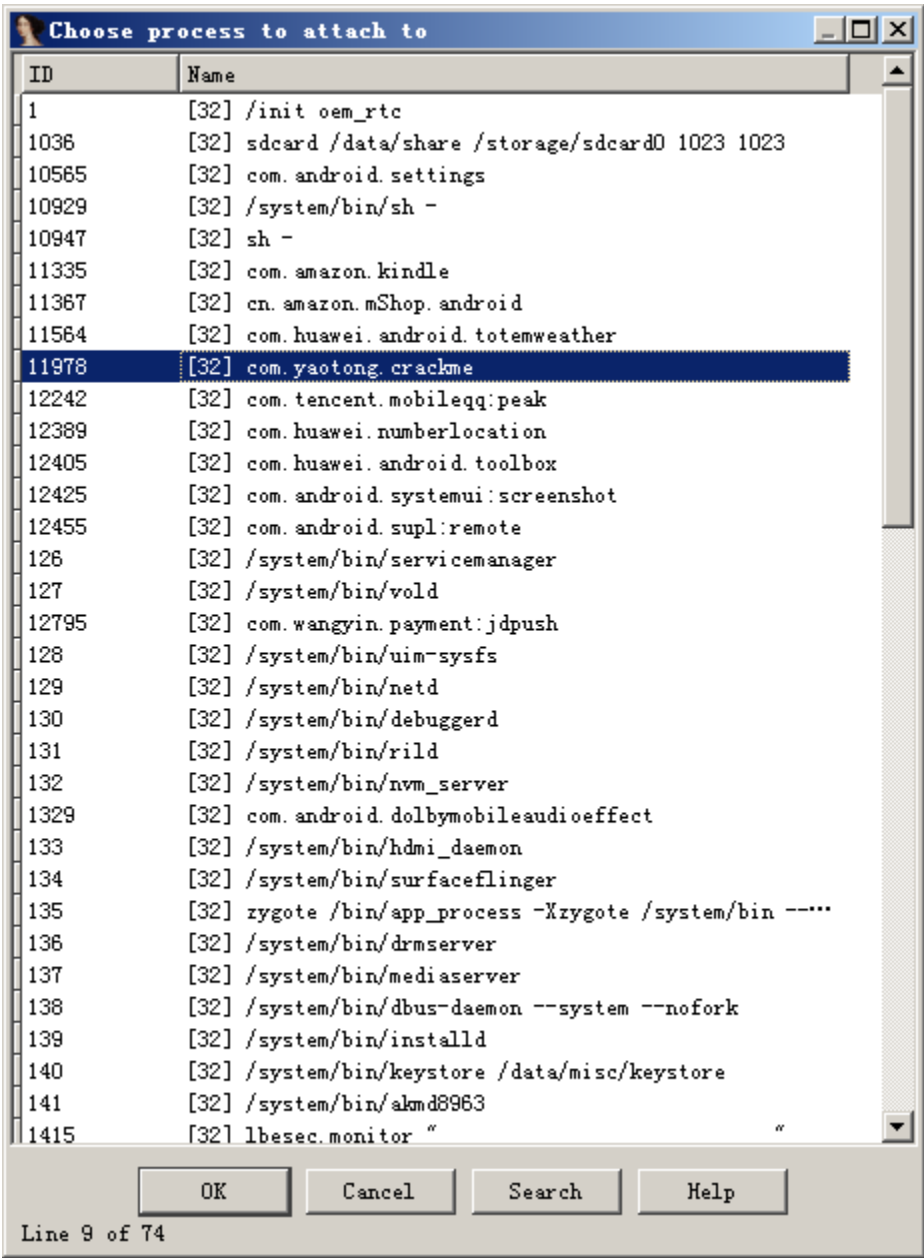 Choose process to attach to
ID Name
1 [32] /init oem_rtc
1036 [32] sdcard /data/share /storage/sdcard0 1023 1023
10565 [32] com.android.settings
10929 [32] /system/bin/sh -
10947 [32] sh -
11335 [32] com.amazon.kindle
11367 [32] cn.amazon.mShop.android
11564 [32] com.huawei.android.totemweather
11978 [32] com.yaotong.crackme
12242 [32] com.tencent.mobileqq:peak
12389 [32] com.huawei.numberlocation
12405 [32] com.huawei.android.toolbox
12425 [32] com.android.systemui:screenshot
12455 [32] com.android.supl:remote
126 [32] /system/bin/servicemanager
127 [32] /system/bin/vold
12795 [32] com.wangyin.payment:jdpush
128 [32] /system/bin/uim-sysfs
129 [32] /system/bin/netd
130 [32] /system/bin/debuggerd
131 [32] /system/bin/rild
132 [32] /system/bin/nvm_server
1329 [32] com.android.dolbymobileaudioeffect
133 [32] /system/bin/hdmi_daemon
134 [32] /system/bin/surfaceflinger
135 [32] zygote /bin/app_process -Xzygote /system/bin --…
136 [32] /system/bin/drmserver
137 [32] /system/bin/mediaserver
138 [32] /system/bin/dbus-daemon --system --nofork
139 [32] /system/bin/installd
140 [32] /system/bin/keystore /data/misc/keystore
141 [32] /system/bin/akmd8963
1415 [32] lbesec.monitor " "
OK Cancel Search Help
Line 9 of 74